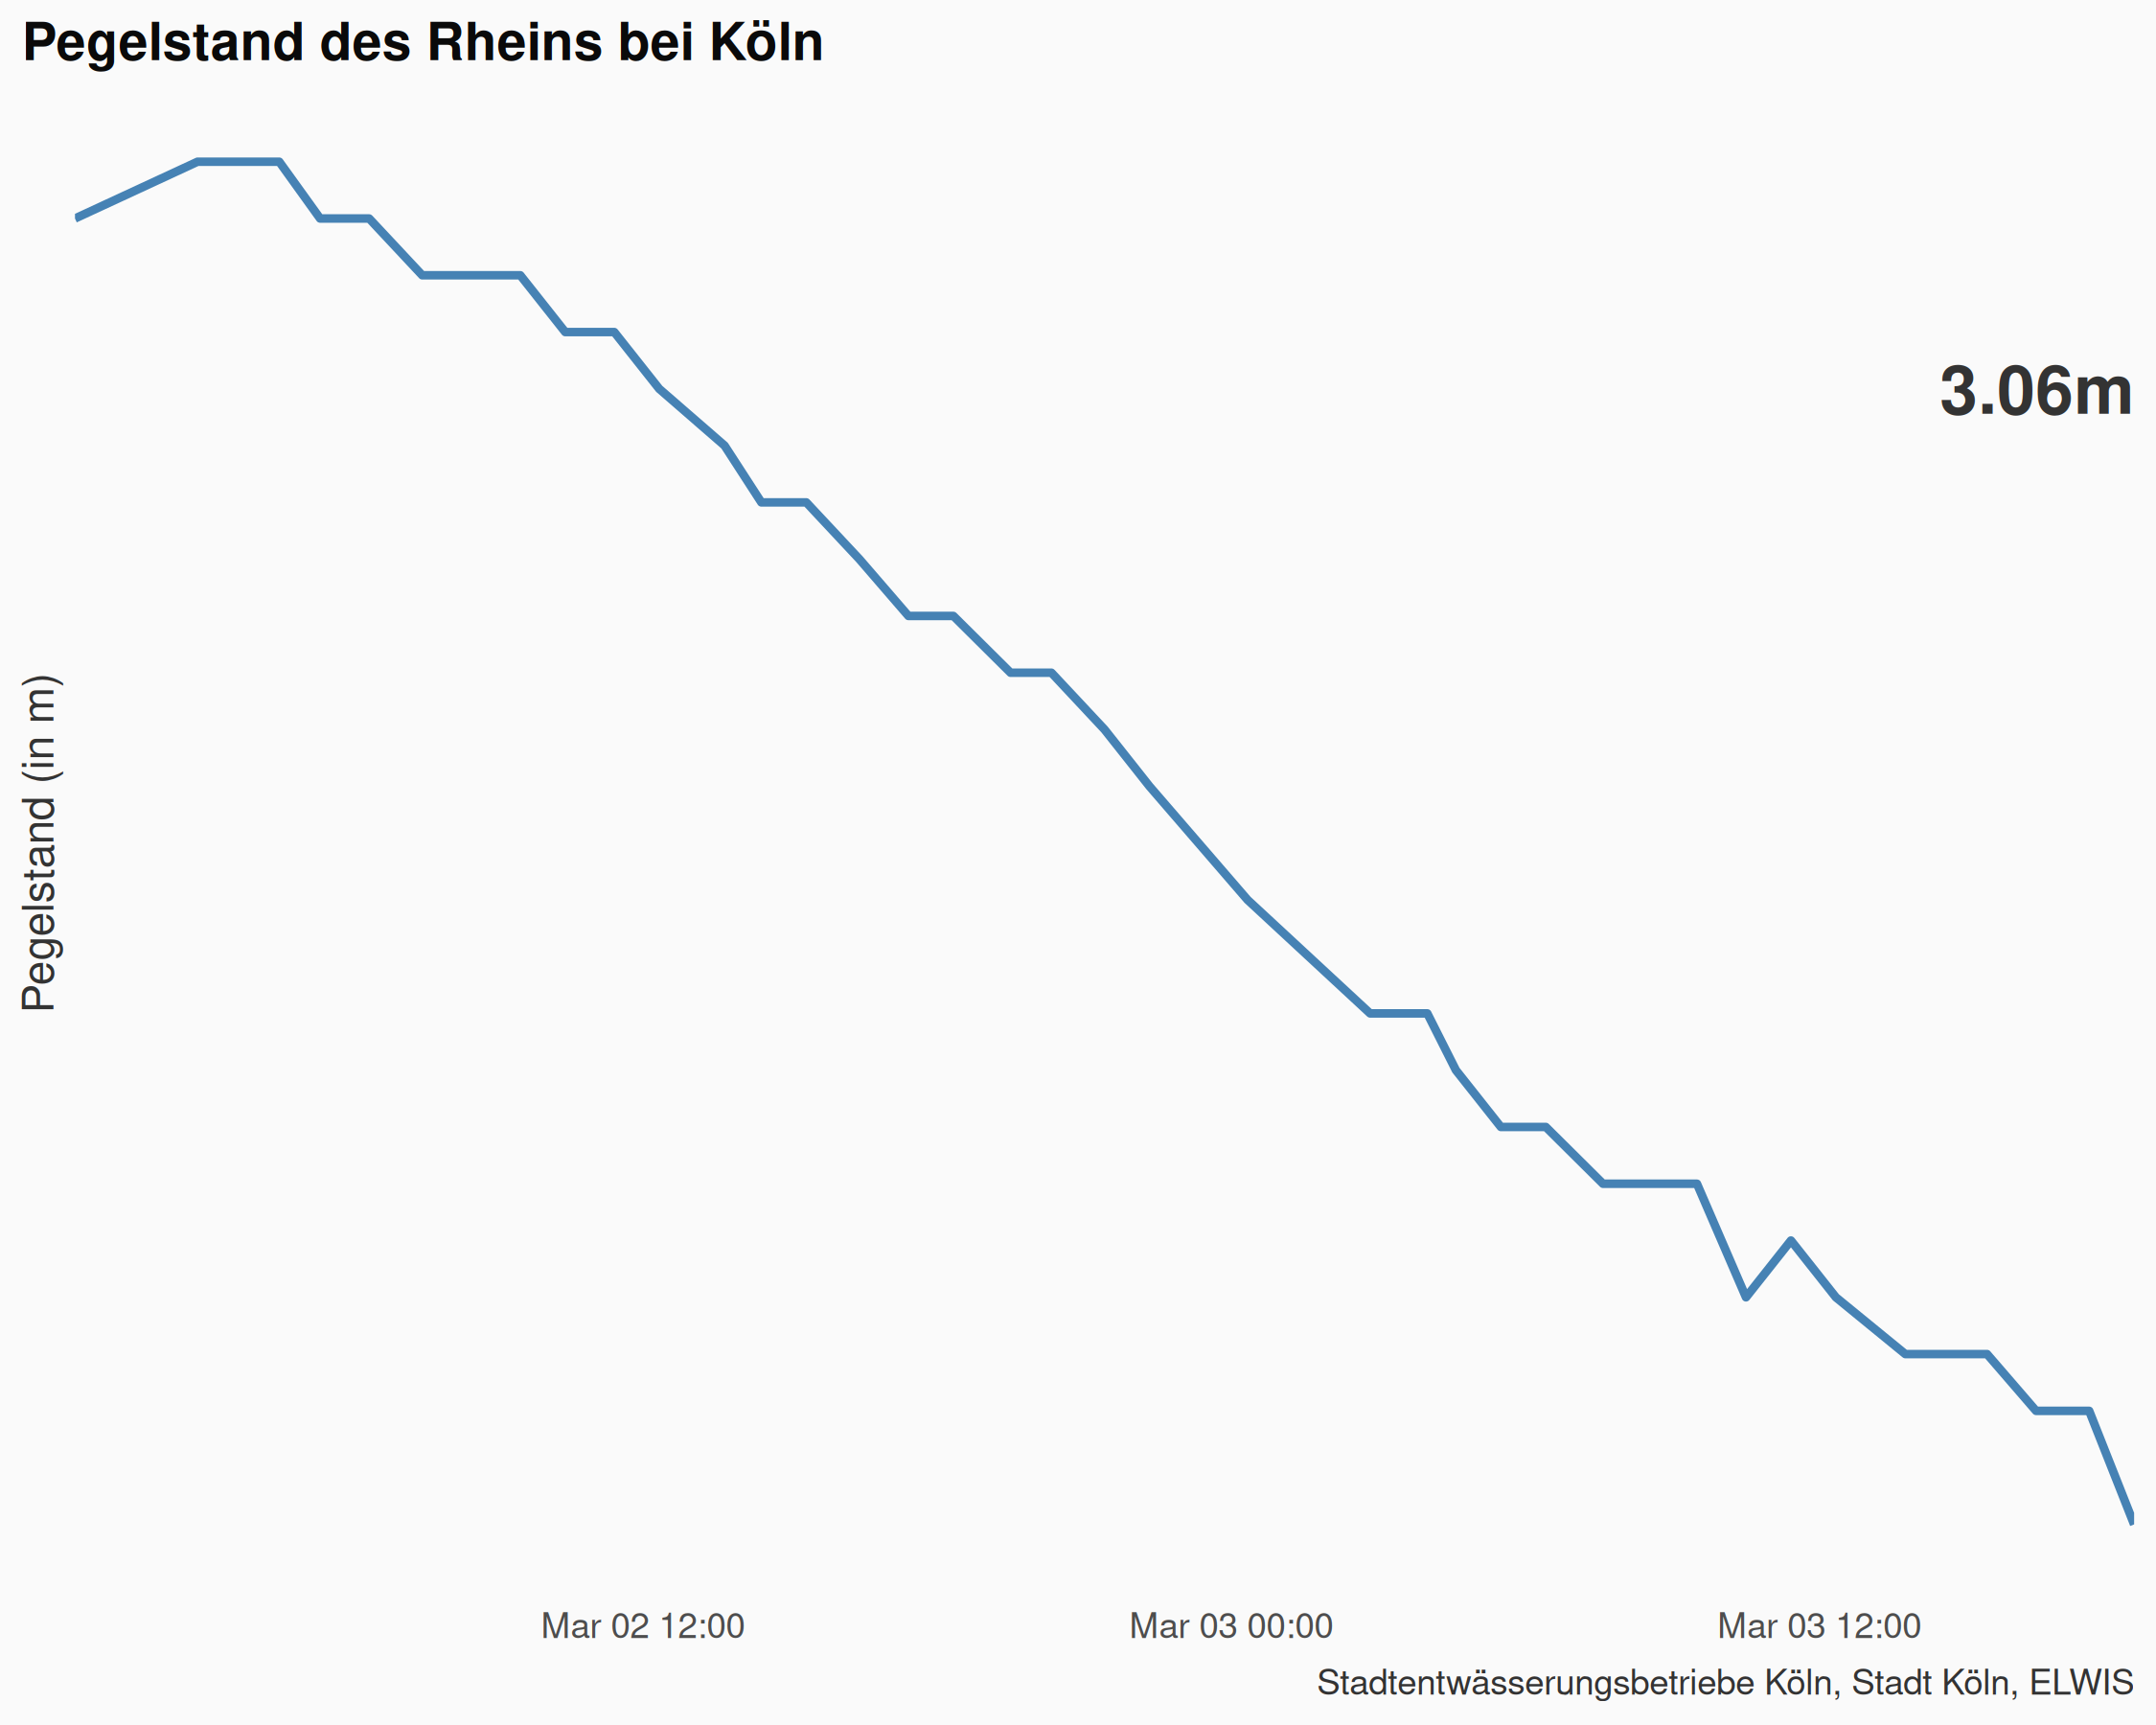 Pegelstand des Rheins bei Köln
3.06m
Pegelstand (in m)
Mar 02 12:00
Mar 03 00:00
Mar 03 12:00
Stadtentwässerungsbetriebe Köln, Stadt Köln, ELWIS